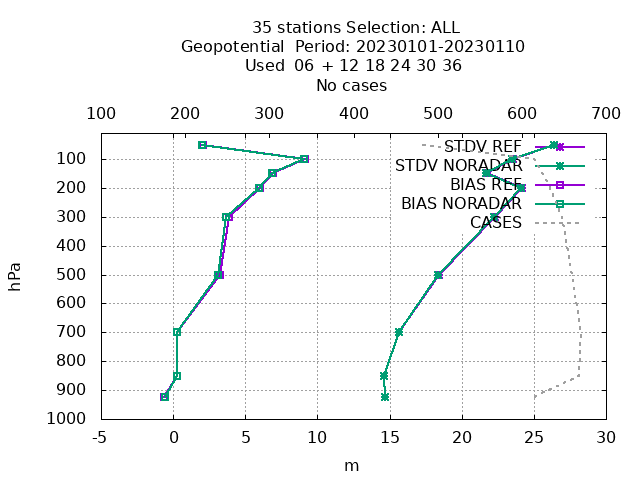 35 stations Selection: ALL
Geopotential  Period: 20230101-20230110
Used  06 + 12 18 24 30 36
No cases
100 200 300 400 500 600 700
STDV REF
STDV NORADAR
BIAS REF
BIAS NORADAR
CASES
100
200
300
400
500
600
700
800
900
1000
hPa
-5 0 5 10 15 20 25 30
m